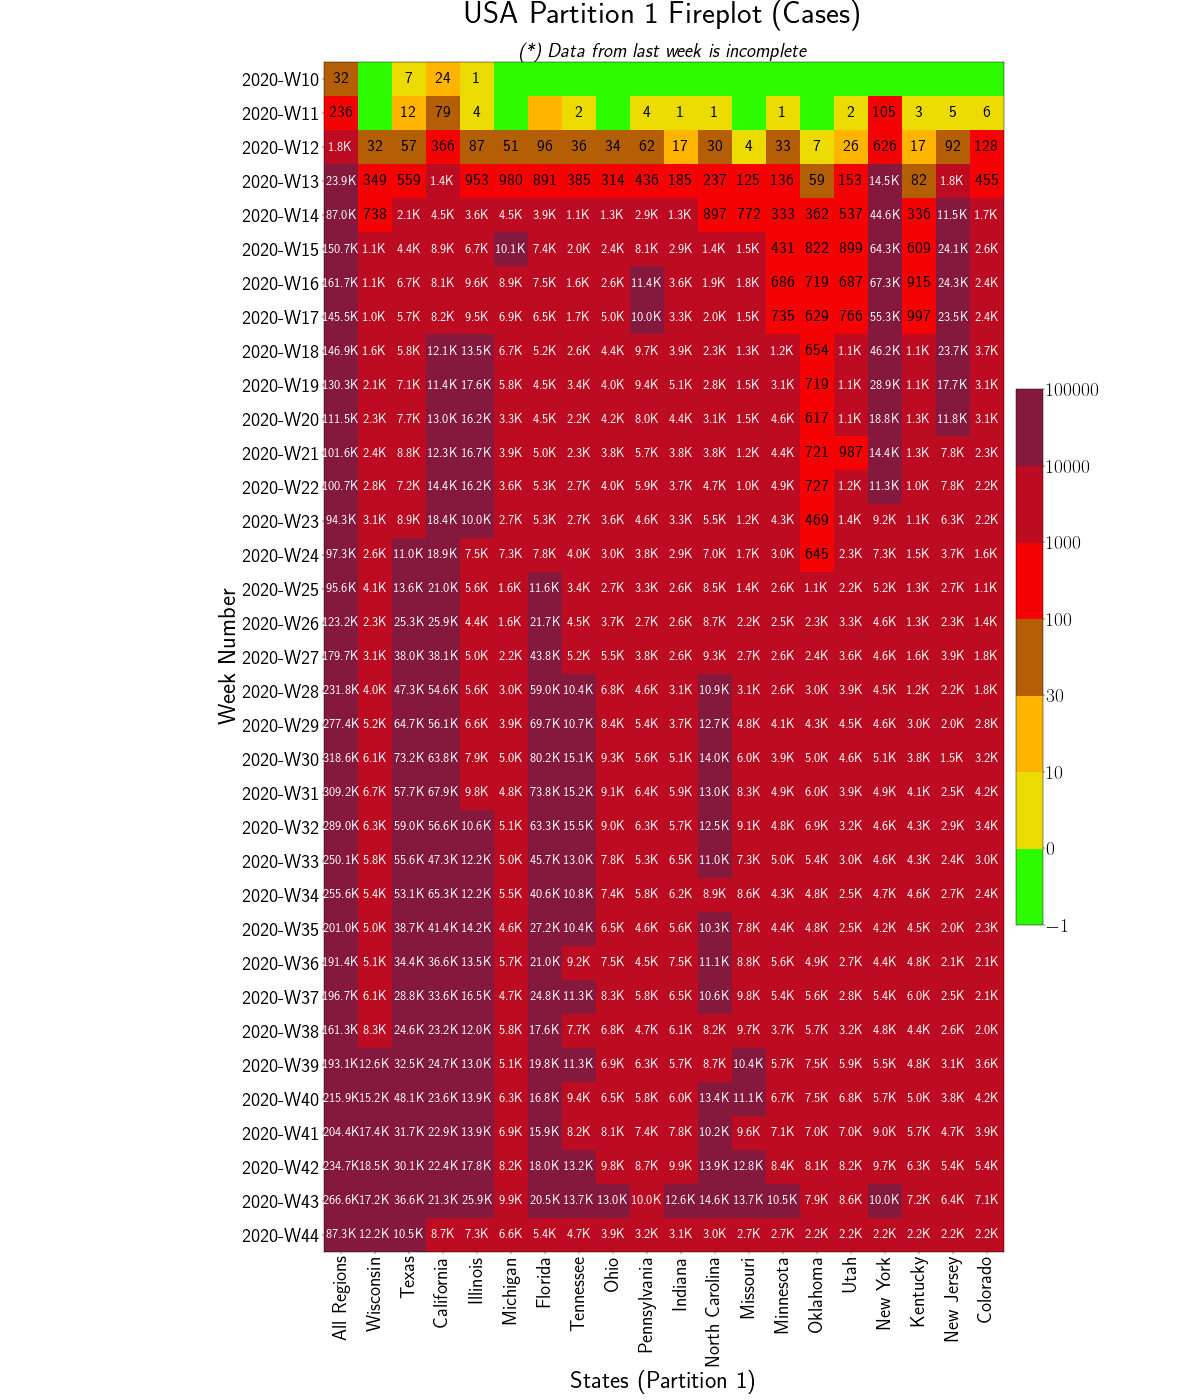 USA Partition 1 Fireplot (Cases)
(*) Data from last week is incomplete
2020-W10 32 7 24 1
2020-W11 236 12 79 4 2 4 1 1 1 2 105 3 5 6
2020-W12 1.8K 32 57 366 87 51 96 36 34 62 17 30 4 33 7 26 626 17 92 128
2020-W13 23.9K 349 559 1.4K 953 980 891 385 314 436 185 237 125 136 59 153 14.5K 82 1.8K 455
2020-W14 87.0K 738 2.1K 4.5K 3.6K 4.5K 3.9K 1.1K 1.3K 2.9K 1.3K 897 772 333 362 537 44.6K 336 11.5K 1.7K
2020-W15 150.7K 1.1K 4.4K 8.9K 6.7K 10.1K 7.4K 2.0K 2.4K 8.1K 2.9K 1.4K 1.5K 431 822 899 64.3K 609 24.1K 2.6K
2020-W16 161.7K 1.1K 6.7K 8.1K 9.6K 8.9K 7.5K 1.6K 2.6K 11.4K 3.6K 1.9K 1.8K 686 719 687 67.3K 915 24.3K 2.4K
2020-W17 145.5K 1.0K 5.7K 8.2K 9.5K 6.9K 6.5K 1.7K 5.0K 10.0K 3.3K 2.0K 1.5K 735 629 766 55.3K 997 23.5K 2.4K
2020-W18 146.9K 1.6K 5.8K 12.1K 13.5K 6.7K 5.2K 2.6K 4.4K 9.7K 3.9K 2.3K 1.3K 1.2K 654 1.1K 46.2K 1.1K 23.7K 3.7K
2020-W19 130.3K 2.1K 7.1K 11.4K 17.6K 5.8K 4.5K 3.4K 4.0K 9.4K 5.1K 2.8K 1.5K 3.1K 719 1.1K 28.9K 1.1K 17.7K 3.1K
2020-W20 111.5K 2.3K 7.7K 13.0K 16.2K 3.3K 4.5K 2.2K 4.2K 8.0K 4.4K 3.1K 1.5K 4.6K 617 1.1K 18.8K 1.3K 11.8K 3.1K
2020-W21 101.6K 2.4K 8.8K 12.3K 16.7K 3.9K 5.0K 2.3K 3.8K 5.7K 3.8K 3.8K 1.2K 4.4K 721 987 14.4K 1.3K 7.8K 2.3K
2020-W22 100.7K 2.8K 7.2K 14.4K 16.2K 3.6K 5.3K 2.7K 4.0K 5.9K 3.7K 4.7K 1.0K 4.9K 727 1.2K 11.3K 1.0K 7.8K 2.2K
2020-W23 94.3K 3.1K 8.9K 18.4K 10.0K 2.7K 5.3K 2.7K 3.6K 4.6K 3.3K 5.5K 1.2K 4.3K 469 1.4K 9.2K 1.1K 6.3K 2.2K
2020-W24 97.3K 2.6K 11.0K 18.9K 7.5K 7.3K 7.8K 4.0K 3.0K 3.8K 2.9K 7.0K 1.7K 3.0K 645 2.3K 7.3K 1.5K 3.7K 1.6K
2020-W25 95.6K 4.1K 13.6K 21.0K 5.6K 1.6K 11.6K 3.4K 2.7K 3.3K 2.6K 8.5K 1.4K 2.6K 1.1K 2.2K 5.2K 1.3K 2.7K 1.1K
2020-W26 123.2K 2.3K 25.3K 25.9K 4.4K 1.6K 21.7K 4.5K 3.7K 2.7K 2.6K 8.7K 2.2K 2.5K 2.3K 3.3K 4.6K 1.3K 2.3K 1.4K
2020-W27 179.7K 3.1K 38.0K 38.1K 5.0K 2.2K 43.8K 5.2K 5.5K 3.8K 2.6K 9.3K 2.7K 2.6K 2.4K 3.6K 4.6K 1.6K 3.9K 1.8K
2020-W28 231.8K 4.0K 47.3K 54.6K 5.6K 3.0K 59.0K 10.4K 6.8K 4.6K 3.1K 10.9K 3.1K 2.6K 3.0K 3.9K 4.5K 1.2K 2.2K 1.8K
2020-W29 277.4K 5.2K 64.7K 56.1K 6.6K 3.9K 69.7K 10.7K 8.4K 5.4K 3.7K 12.7K 4.8K 4.1K 4.3K 4.5K 4.6K 3.0K 2.0K 2.8K
2020-W30 318.6K 6.1K 73.2K 63.8K 7.9K 5.0K 80.2K 15.1K 9.3K 5.6K 5.1K 14.0K 6.0K 3.9K 5.0K 4.6K 5.1K 3.8K 1.5K 3.2K
2020-W31 309.2K 6.7K 57.7K 67.9K 9.8K 4.8K 73.8K 15.2K 9.1K 6.4K 5.9K 13.0K 8.3K 4.9K 6.0K 3.9K 4.9K 4.1K 2.5K 4.2K
2020-W32 289.0K 6.3K 59.0K 56.6K 10.6K 5.1K 63.3K 15.5K 9.0K 6.3K 5.7K 12.5K 9.1K 4.8K 6.9K 3.2K 4.6K 4.3K 2.9K 3.4K
2020-W33 250.1K 5.8K 55.6K 47.3K 12.2K 5.0K 45.7K 13.0K 7.8K 5.3K 6.5K 11.0K 7.3K 5.0K 5.4K 3.0K 4.6K 4.3K 2.4K 3.0K
2020-W34 255.6K 5.4K 53.1K 65.3K 12.2K 5.5K 40.6K 10.8K 7.4K 5.8K 6.2K 8.9K 8.6K 4.3K 4.8K 2.5K 4.7K 4.6K 2.7K 2.4K
2020-W35 201.0K 5.0K 38.7K 41.4K 14.2K 4.6K 27.2K 10.4K 6.5K 4.6K 5.6K 10.3K 7.8K 4.4K 4.8K 2.5K 4.2K 4.5K 2.0K 2.3K
2020-W36 191.4K 5.1K 34.4K 36.6K 13.5K 5.7K 21.0K 9.2K 7.5K 4.5K 7.5K 11.1K 8.8K 5.6K 4.9K 2.7K 4.4K 4.8K 2.1K 2.1K
2020-W37 196.7K 6.1K 28.8K 33.6K 16.5K 4.7K 24.8K 11.3K 8.3K 5.8K 6.5K 10.6K 9.8K 5.4K 5.6K 2.8K 5.4K 6.0K 2.5K 2.1K
2020-W38 161.3K 8.3K 24.6K 23.2K 12.0K 5.8K 17.6K 7.7K 6.8K 4.7K 6.1K 8.2K 9.7K 3.7K 5.7K 3.2K 4.8K 4.4K 2.6K 2.0K
2020-W39 193.1K 12.6K 32.5K 24.7K 13.0K 5.1K 19.8K 11.3K 6.9K 6.3K 5.7K 8.7K 10.4K 5.7K 7.5K 5.9K 5.5K 4.8K 3.1K 3.6K
2020-W40 215.9K 15.2K 48.1K 23.6K 13.9K 6.3K 16.8K 9.4K 6.5K 5.8K 6.0K 13.4K 11.1K 6.7K 7.5K 6.8K 5.7K 5.0K 3.8K 4.2K
2020-W41 204.4K 17.4K 31.7K 22.9K 13.9K 6.9K 15.9K 8.2K 8.1K 7.4K 7.8K 10.2K 9.6K 7.1K 7.0K 7.0K 9.0K 5.7K 4.7K 3.9K
2020-W42 234.7K 18.5K 30.1K 22.4K 17.8K 8.2K 18.0K 13.2K 9.8K 8.7K 9.9K 13.9K 12.8K 8.4K 8.1K 8.2K 9.7K 6.3K 5.4K 5.4K
2020-W43 266.6K 17.2K 36.6K 21.3K 25.9K 9.9K 20.5K 13.7K 13.0K 10.0K 12.6K 14.6K 13.7K 10.5K 7.9K 8.6K 10.0K 7.2K 6.4K 7.1K
2020-W44 87.3K 12.2K 10.5K 8.7K 7.3K 6.6K 5.4K 4.7K 3.9K 3.2K 3.1K 3.0K 2.7K 2.7K 2.2K 2.2K 2.2K 2.2K 2.2K 2.2K
Week Number
All Regions
Wisconsin
Texas
California
Illinois
Michigan
Florida
Tennessee
Ohio
Pennsylvania
Indiana
North Carolina
Missouri
Minnesota
Oklahoma
Utah
New York
Kentucky
New Jersey
Colorado
States (Partition 1)
100000
10000
1000
100
30
10
0
−1